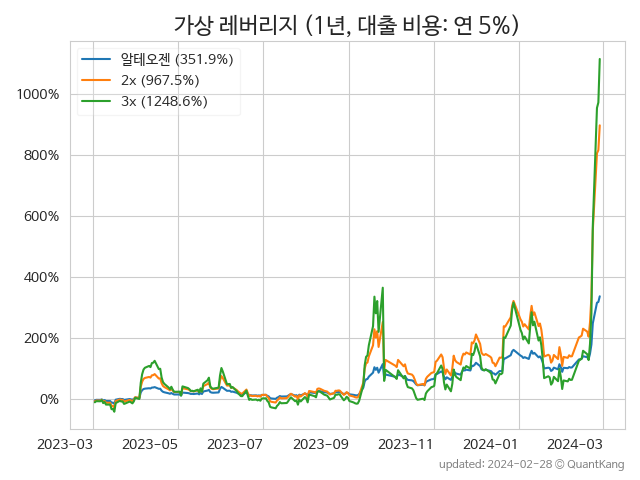 가상 레버리지 (1년, 대출 비용: 연 5%)
알테오젠 (351.9%)
2x (967.5%)
3x (1248.6%)
1000%
800%
600%
400%
200%
0%
2023-03 2023-05 2023-07 2023-09 2023-11 2024-01 2024-03
updated: 2024-02-28 © QuantKang